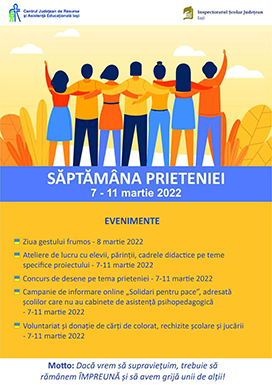 Centrul Județean de Resurse
și Asistență Educațională Iași
Inspectoratul Școlar Județean
Iași
SĂPTĂMÂNA PRIETENIEI
7 - 11 martie 2022
EVENIMENTE
Ziua gestului frumos - 8 martie 2022
Ateliere de lucru cu elevii, părinții, cadrele didactice pe teme
specifice proiectului - 7-11 martie 2022
Concurs de desene pe tema prieteniei - 7-11 martie 2022
Campanie de informare online „Solidari pentru pace”, adresată
școlilor care nu au cabinete de asistență psihopedagogică
- 7-11 martie 2022
Voluntariat și donație de cărți de colorat, rechizite școlare și jucării
- 7-11 martie 2022
Motto: Dacă vrem să supraviețuim, trebuie să
rămânem ÎMPREUNĂ și să avem grijă unii de alții!